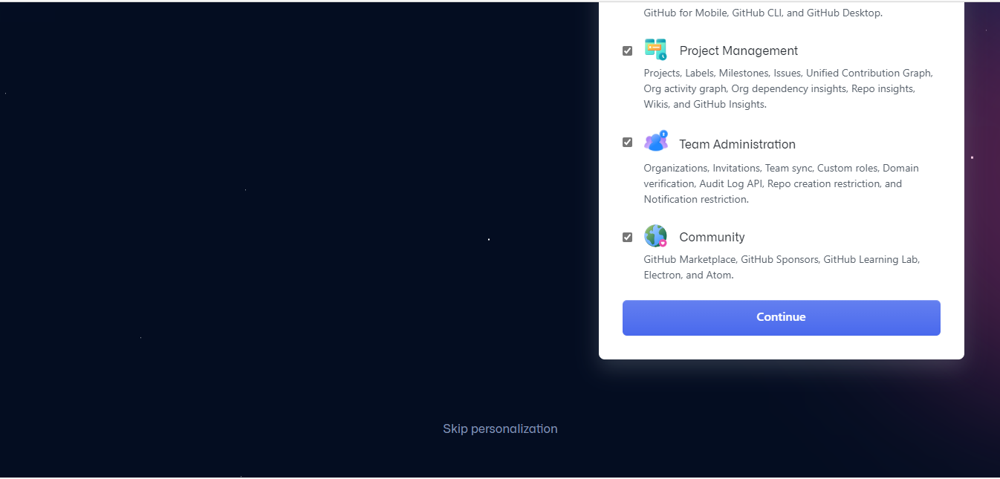 GitHub for Mobile, GitHub CLI, and GitHub Desktop.
Project Management
Projects, Labels, Milestones, Issues, Unified Contribution Graph,
Org activity graph, Org dependency insights, Repo insights,
Wikis, and GitHub Insights.
Team Administration
Organizations, Invitations, Team sync, Custom roles, Domain
verification, Audit Log API, Repo creation restriction, and
Notification restriction.
Community
GitHub Marketplace, GitHub Sponsors, GitHub Learning Lab,
Electron, and Atom.
Continue
Skip personalization